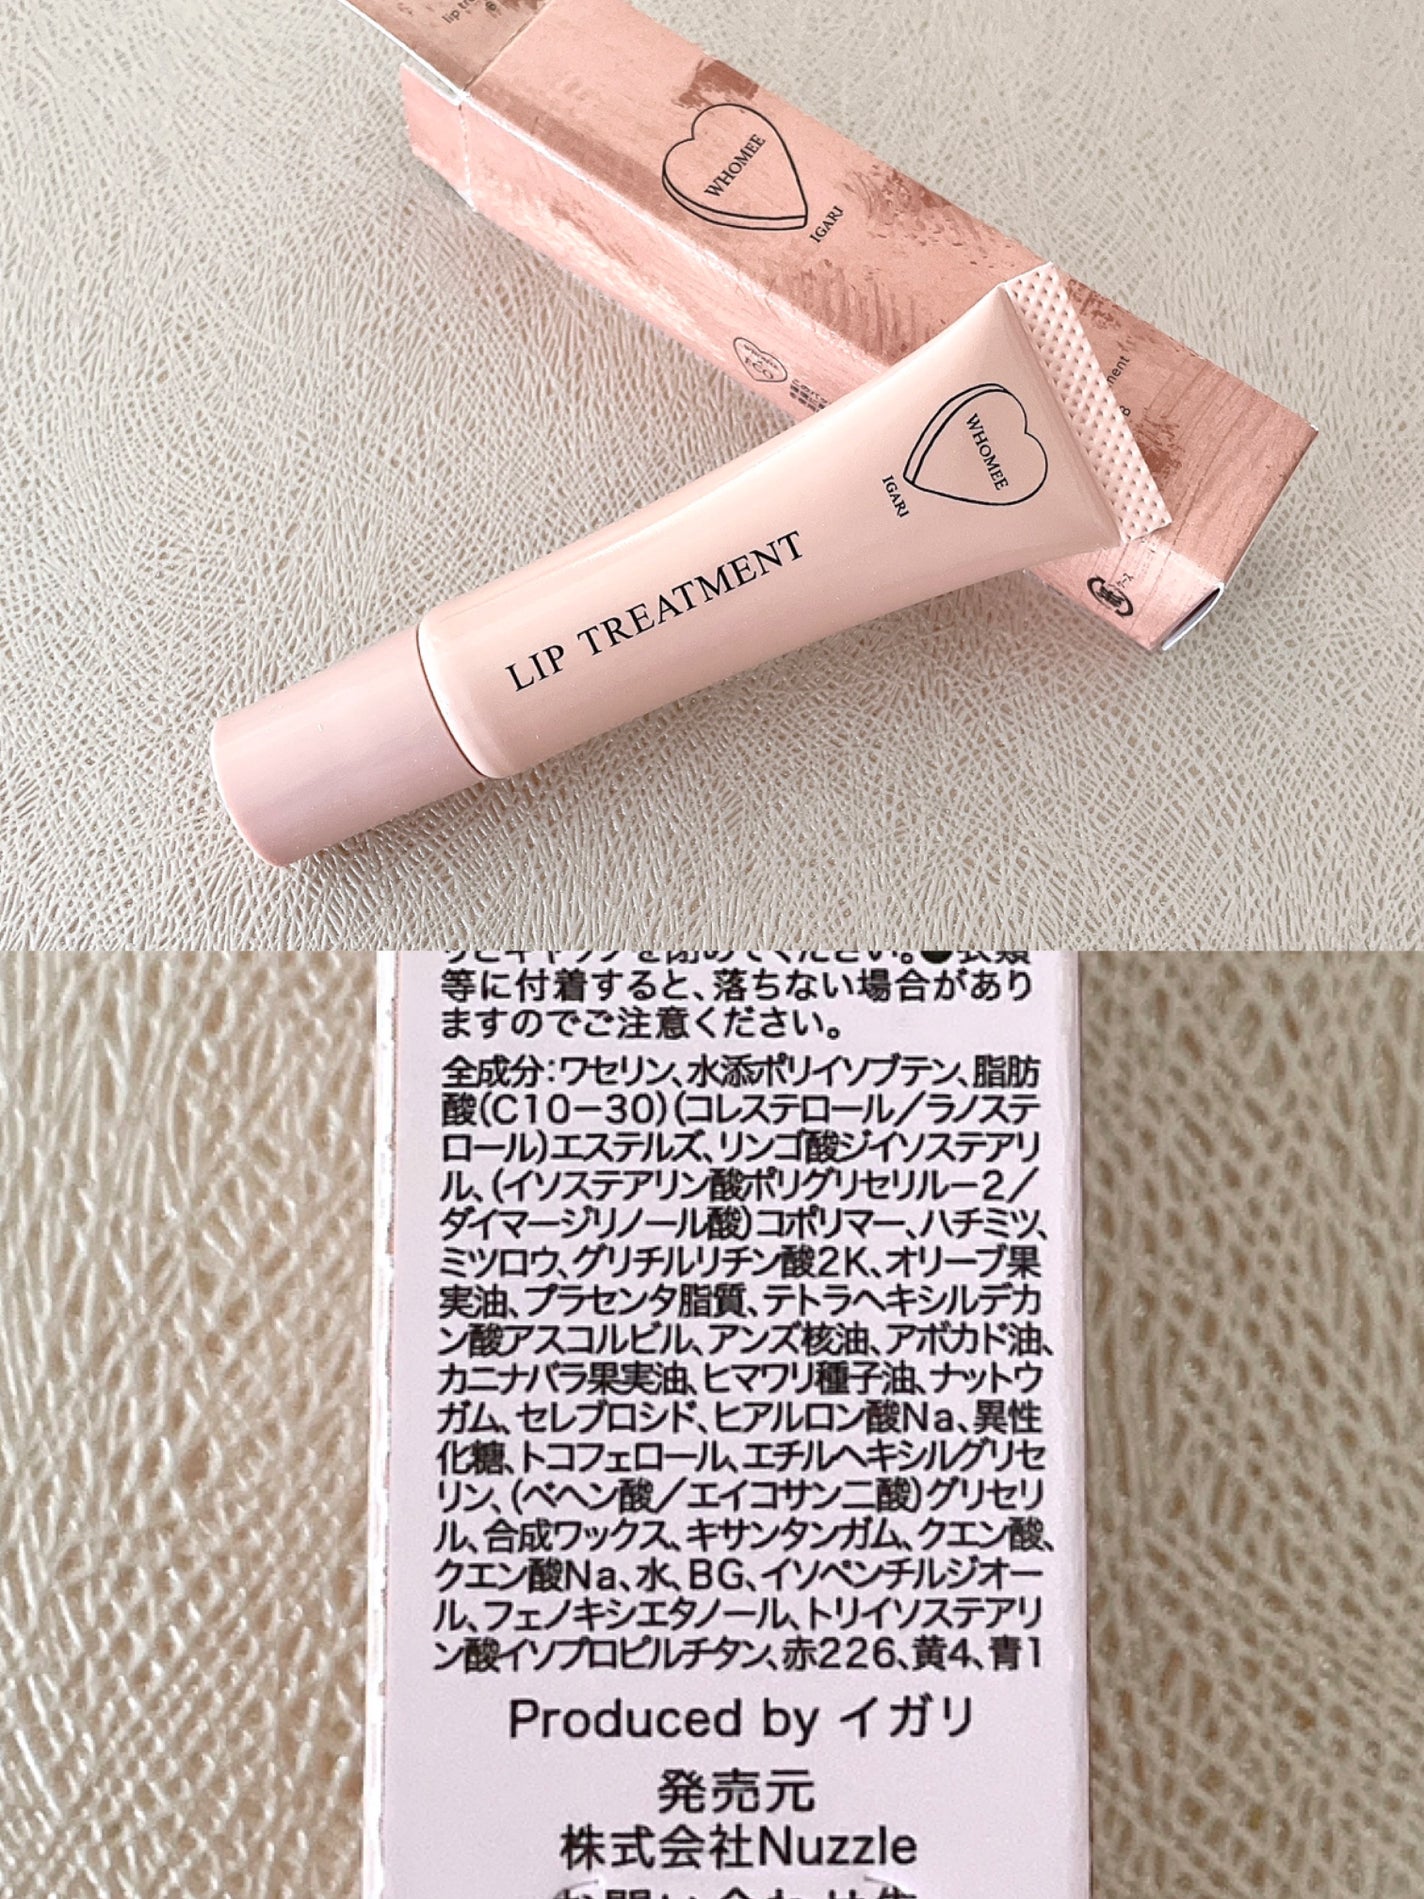 WHOMEE
IGARI
ECO
WHOMEE
IGARI
LIP TREATMENT
等に付着すると、落ちない場合があり
ますのでご注意ください。
全成分：ワセリン、水添ポリイソブテン、脂肪
酸（C10－30）（コレステロール／ラノステ
ロール）エステルズ、リンゴ酸ジイソステアリ
ル、（イソステアリン酸ポリグリセリル－2／
ダイマージリノール酸）コポリマー、ハチミツ、
ミツロウ、グリチルリチン酸2K、オリーブ果
実油、プラセンタ脂質、テトラヘキシルデカ
ン酸アスコルビル、アンズ核油、アボカド油、
カニナバラ果実油、ヒマワリ種子油、ナットウ
ガム、セレブロシド、ヒアルロン酸Na、異性
化糖、トコフェロール、エチルヘキシルグリセ
リン、（ベヘン酸／エイコサン二酸）グリセリ
ル、合成ワックス、キサンタンガム、クエン酸、
クエン酸Na、水、BG、イソペンチルジオー
ル、フェノキシエタノール、トリイソステアリ
ン酸イソプロピルチタン、赤226、黄4、青1
Produced by イガリ
発売元
株式会社Nuzzle